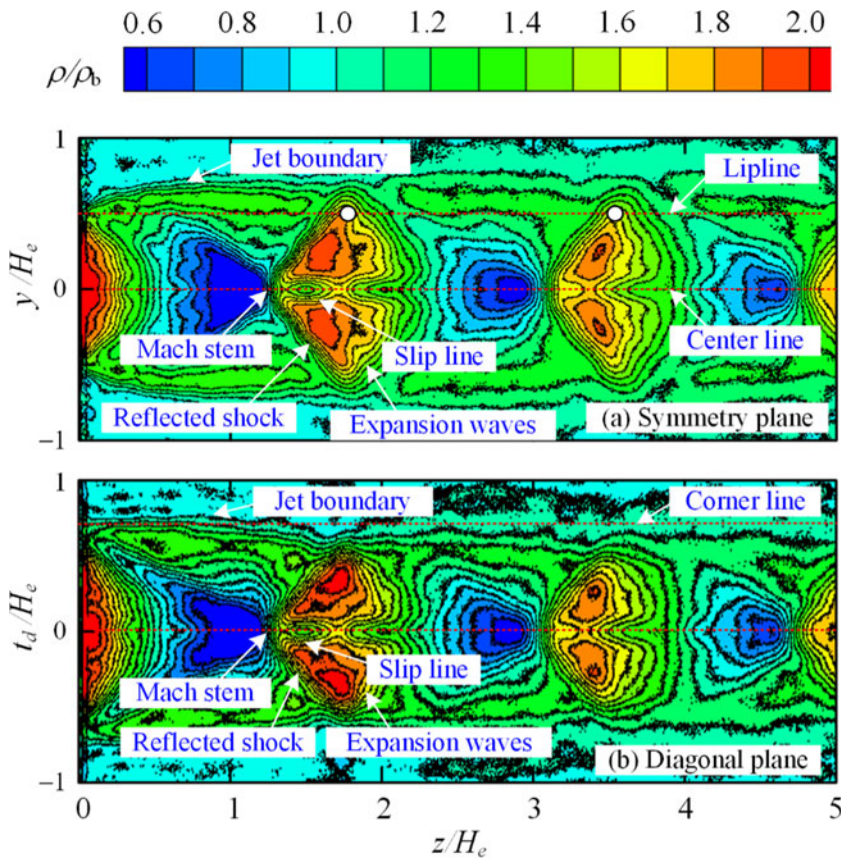 0.6 0.8 1.0 1.2 1.4 1.6 1.8 2.0
ρ/ρb
1
Jet boundary
Lipline
y/He
0
Mach stem
Slip line
Center line
Reflected shock
Expansion waves
(a) Symmetry plane
−1
1
Jet boundary
Corner line
td/He
0
Mach stem
Slip line
Reflected shock
Expansion waves
(b) Diagonal plane
−1
0 1 2 3 4 5
z/He